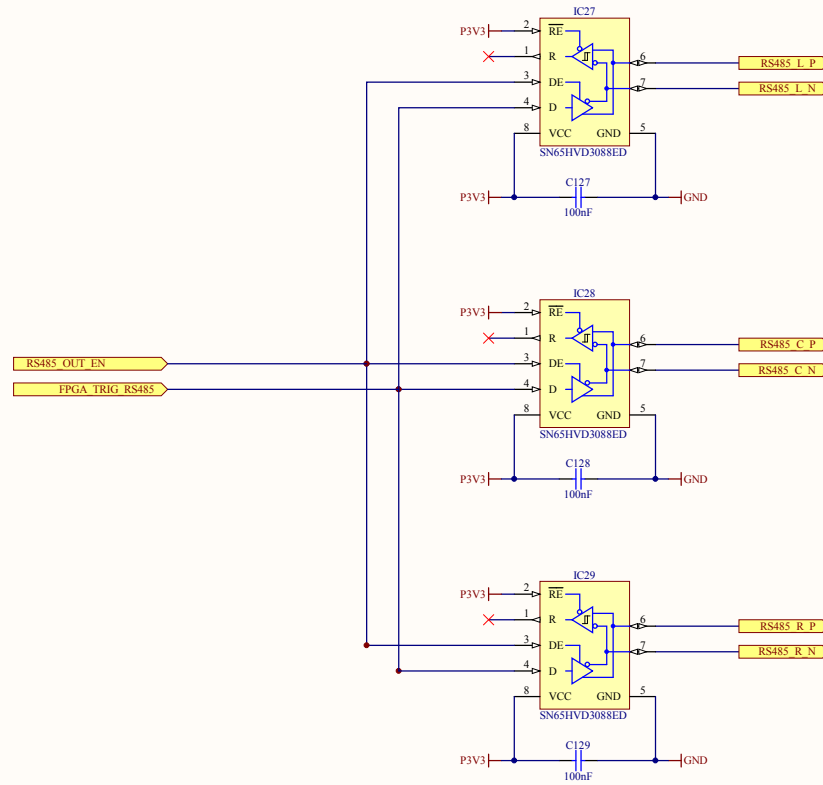 IC27
P3V3
2
RE
1
R
6
RS485_L_P
3
DE
7
RS485_L_N
4
D
8
VCC
GND
5
SN65HVD3088ED
C127
P3V3
GND
100nF
IC28
P3V3
2
RE
1
R
6
RS485_C_P
RS485_OUT_EN
3
DE
7
RS485_C_N
FPGA_TRIG_RS485
4
D
8
VCC
GND
5
SN65HVD3088ED
C128
P3V3
GND
100nF
IC29
P3V3
2
RE
1
R
6
RS485_R_P
3
DE
7
RS485_R_N
4
D
8
VCC
GND
5
SN65HVD3088ED
C129
P3V3
GND
100nF